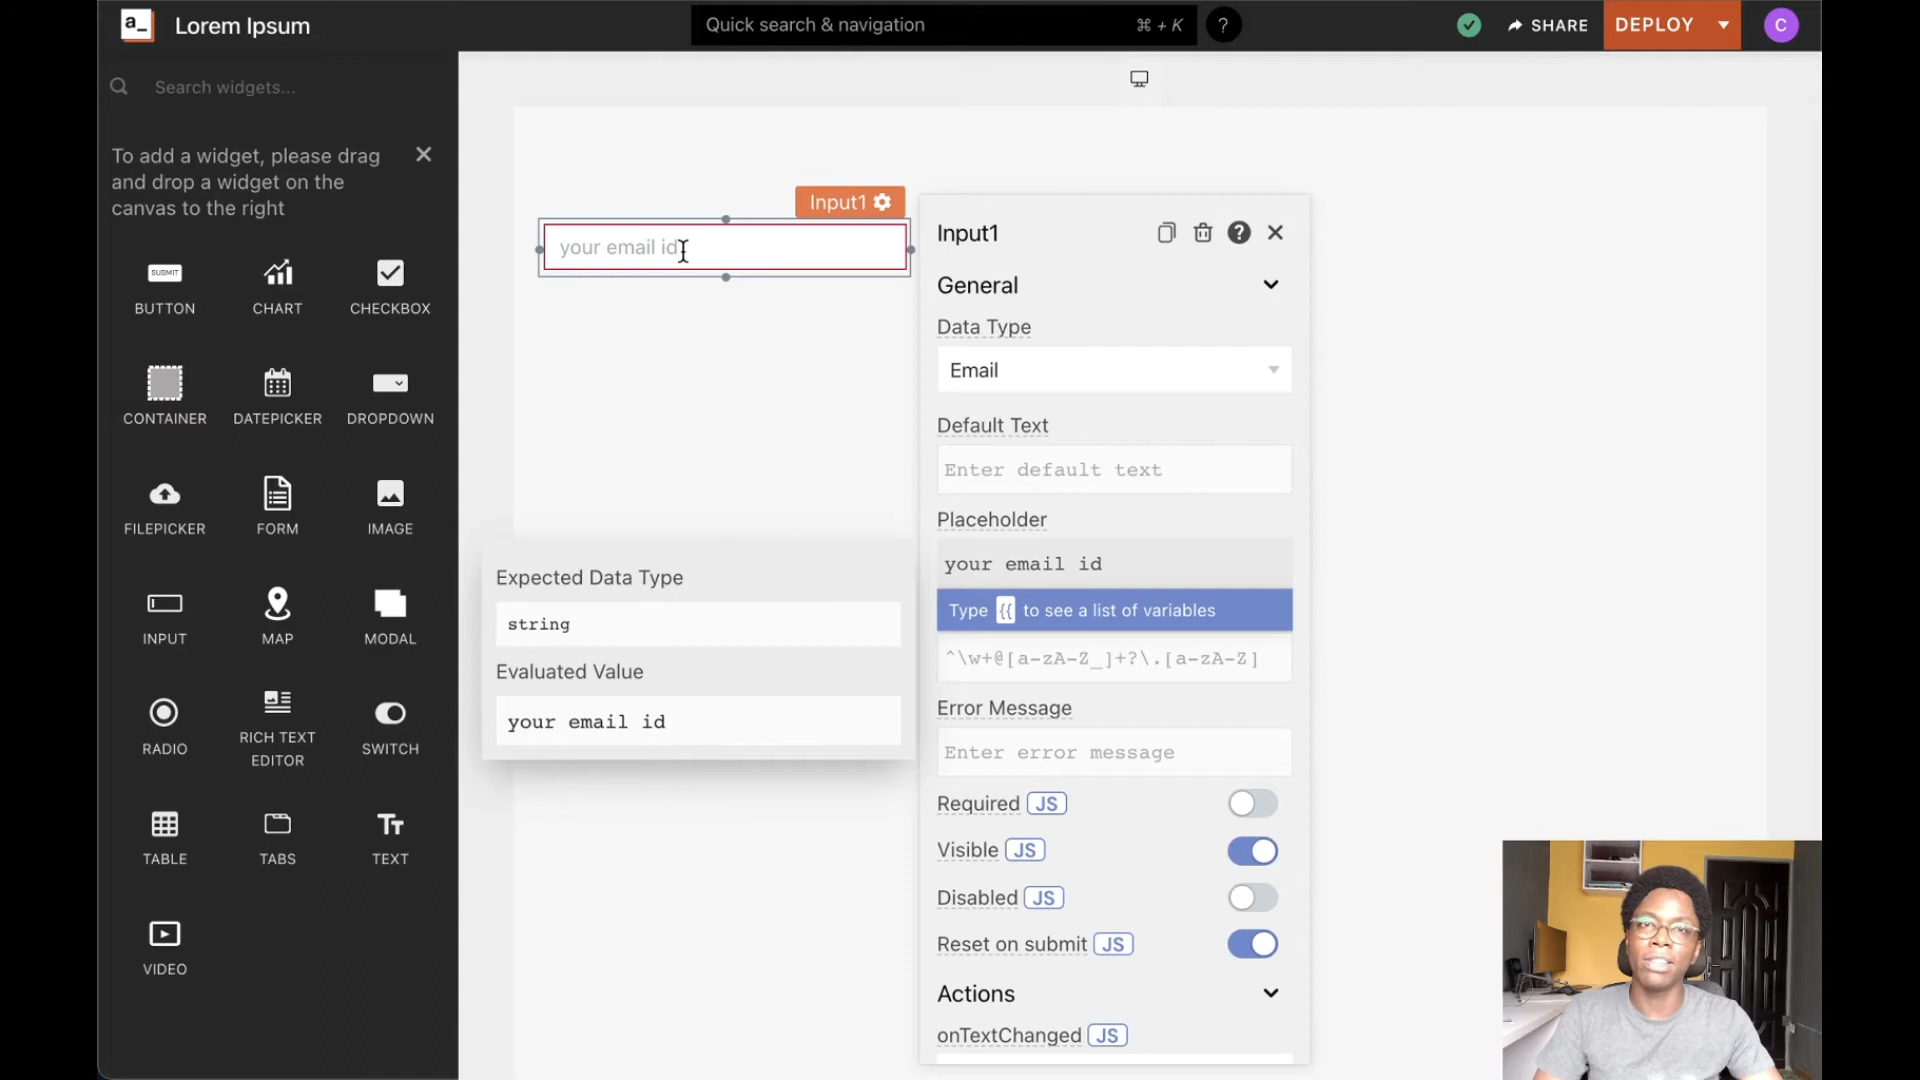 a_
Lorem Ipsum
Quick search & navigation
⌘ + K
?
SHARE
DEPLOY
C
Search widgets...
To add a widget, please drag
and drop a widget on the
canvas to the right
SUBMIT
BUTTON
CHART
CHECKBOX
CONTAINER
DATEPICKER
DROPDOWN
FILEPICKER
FORM
IMAGE
INPUT
MAP
MODAL
RADIO
RICH TEXT
EDITOR
SWITCH
TABLE
TABS
TT
TEXT
VIDEO
Input1
your email id
Expected Data Type
string
Evaluated Value
your email id
Input1
?
General
Data Type
Email
Default Text
Enter default text
Placeholder
your email id
Type {{ to see a list of variables
^\w+@[a-zA-Z_]+?\.[a-zA-Z]
Error Message
Enter error message
Required JS
Visible JS
Disabled JS
Reset on submit JS
Actions
onTextChanged JS